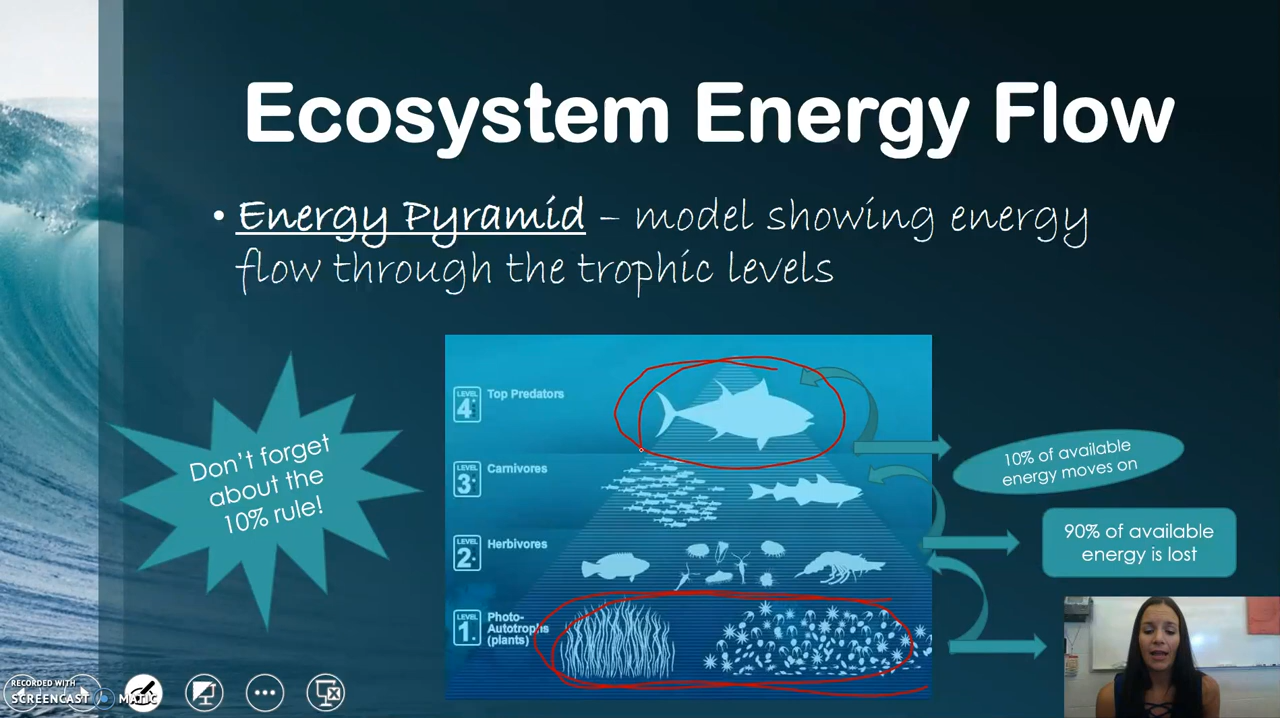 Ecosystem Energy Flow
• Energy Pyramid – model showing energy
flow through the trophic levels
Don't forget
about the
10% rule!
LEVEL
4
Top Predators
LEVEL
3
Carnivores
LEVEL
2
Herbivores
LEVEL
1
Photo-
Autotrophs
(plants)
10% of available
energy moves on
90% of available
energy is lost
RECORDED WITH
SCREENCAST MATIC